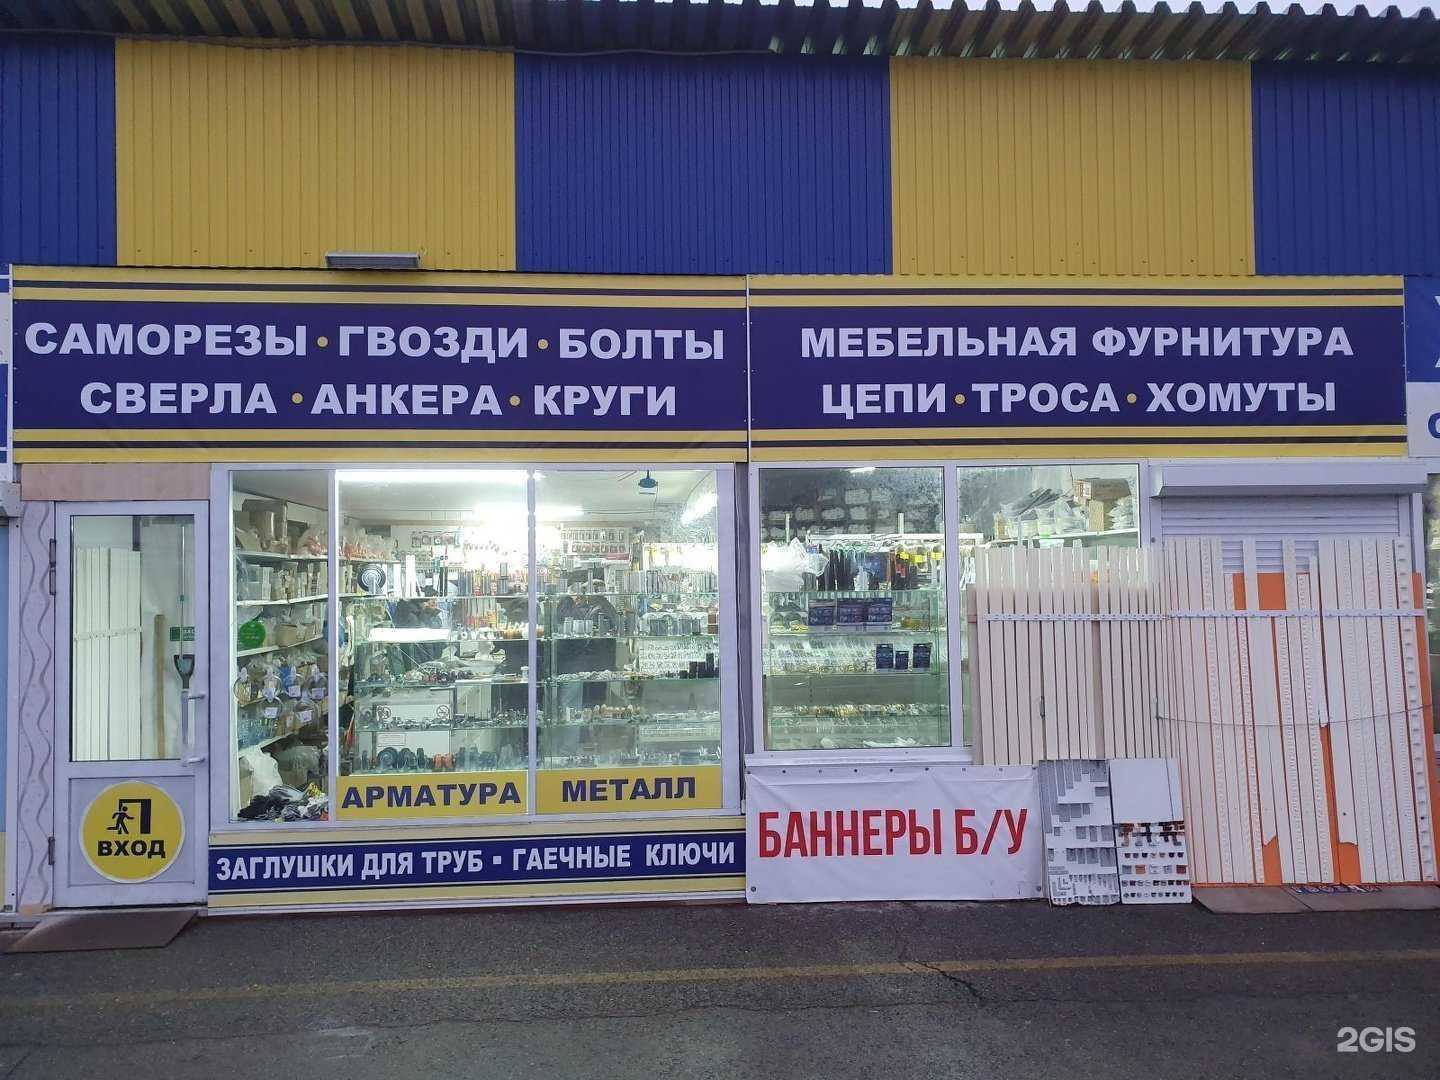 САМОРЕЗЫ • ГВОЗДИ • БОЛТЫ
СВЕРЛА • АНКЕРА • КРУГИ
МЕБЕЛЬНАЯ ФУРНИТУРА
ЦЕПИ • ТРОСА • ХОМУТЫ
АРМАТУРА
МЕТАЛЛ
ВХОД
ЗАГЛУШКИ ДЛЯ ТРУБ ▪ ГАЕЧНЫЕ КЛЮЧИ
БАННЕРЫ Б/У
2GIS